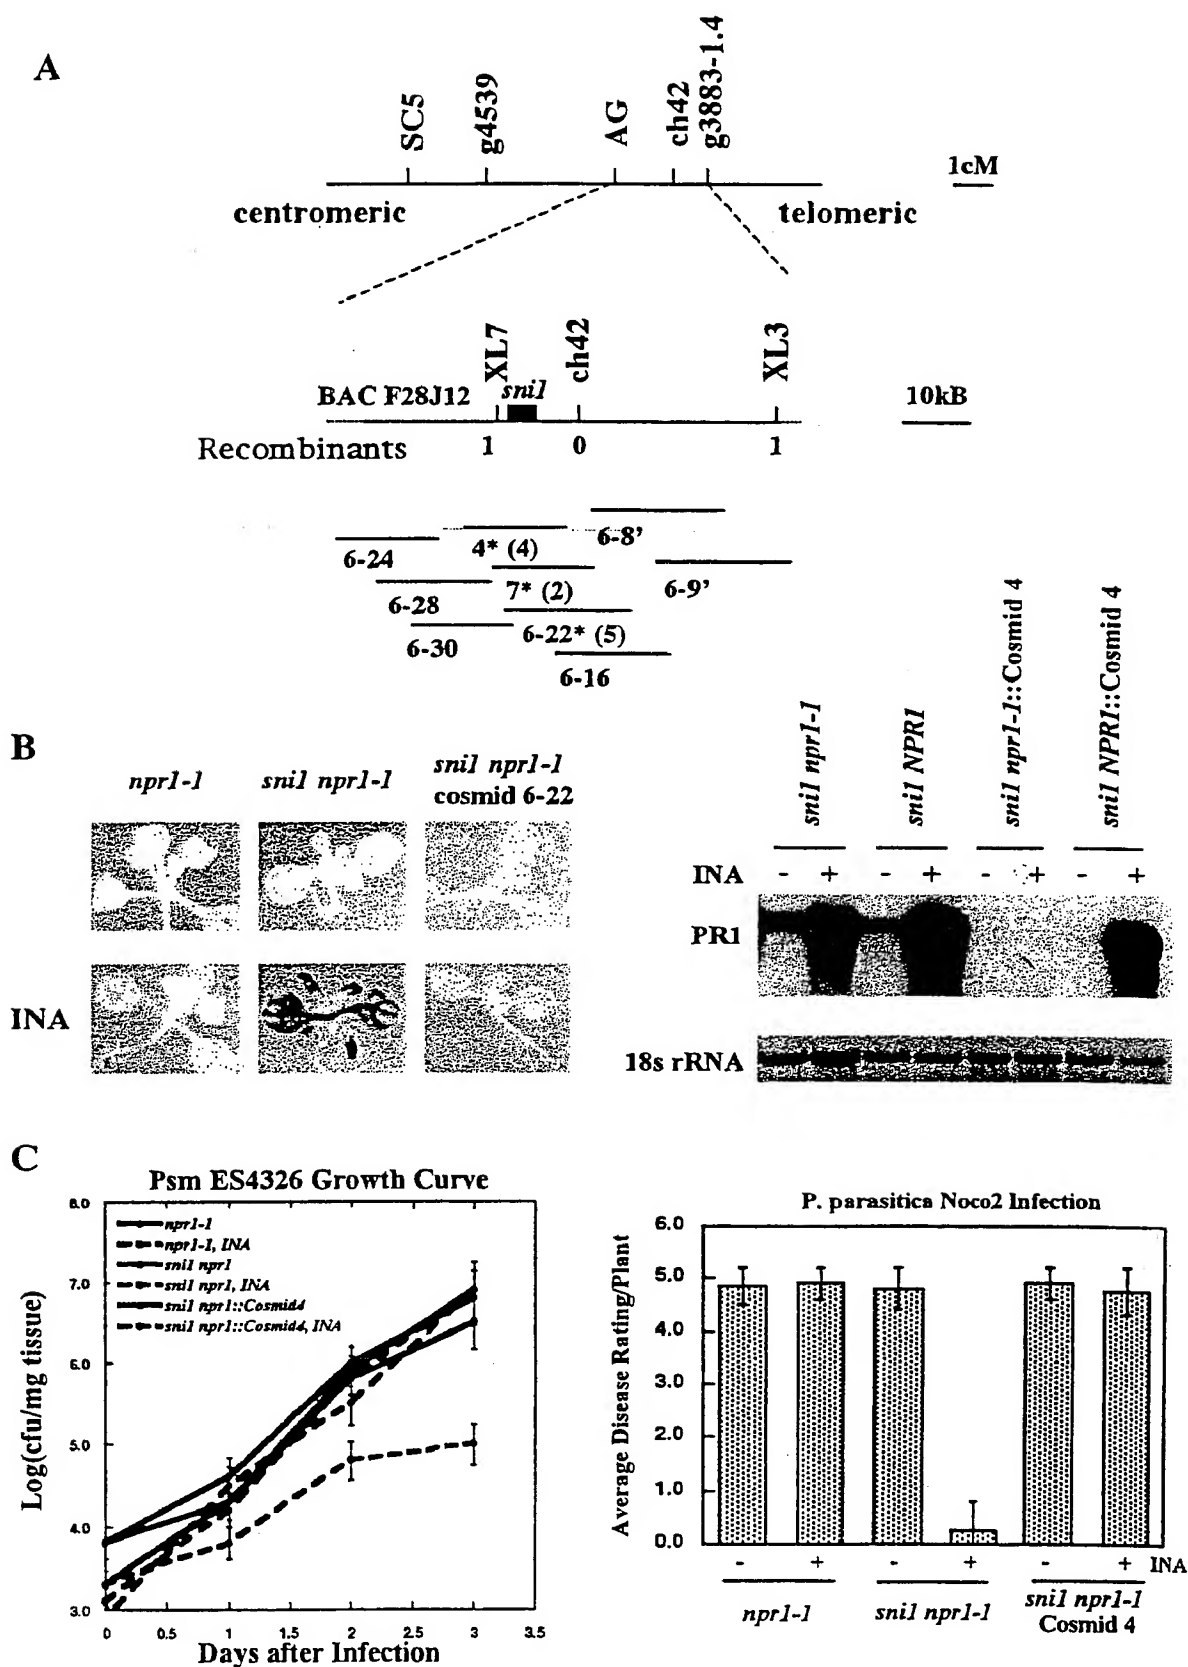 A
SC5
g4539
AG
ch42
g3883-1.4
1cM
centromeric
telomeric
XL7
sni1
ch42
XL3
BAC F28J12
10kB
Recombinants
1
0
1
6-8'
6-24
4* (4)
6-9'
7* (2)
6-28
6-22* (5)
6-30
6-16
B
npr1-1
sni1 npr1-1
sni1 npr1-1
cosmid 6-22
INA
sni1 npr1-1
sni1 NPR1
sni1 npr1-1::Cosmid 4
sni1 NPR1::Cosmid 4
INA - + - + - + - +
PR1
18s rRNA
C
Psm ES4326 Growth Curve
Log(cfu/mg tissue)
8.0
7.0
6.0
5.0
4.0
3.0
npr1-1
npr1-1, INA
sni1 npr1
sni1 npr1, INA
sni1 npr1::Cosmid4
sni1 npr1::Cosmid4, INA
0 0.5 1 1.5 2 2.5 3 3.5
Days after Infection
P. parasitica Noco2 Infection
Average Disease Rating/Plant
6.0
5.0
4.0
3.0
2.0
1.0
0.0
- + - + - + INA
npr1-1
sni1 npr1-1
sni1 npr1-1
Cosmid 4